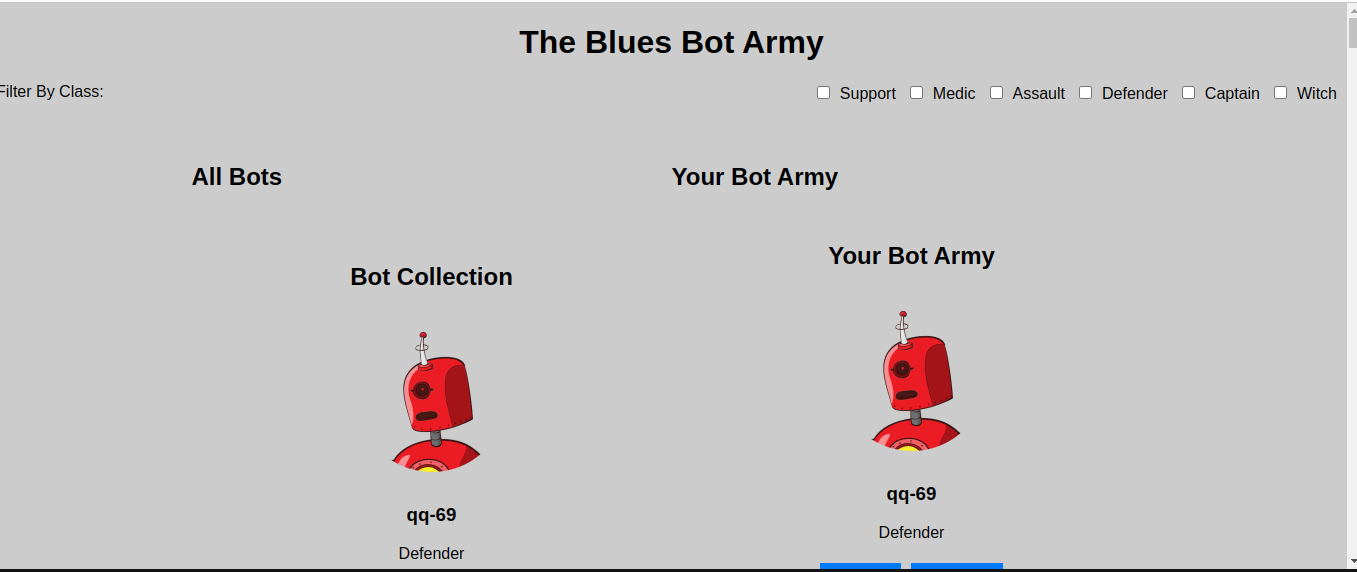 The Blues Bot Army
Filter By Class:
Support Medic Assault Defender Captain Witch
All Bots
Your Bot Army
Bot Collection
qq-69
Defender
Your Bot Army
qq-69
Defender